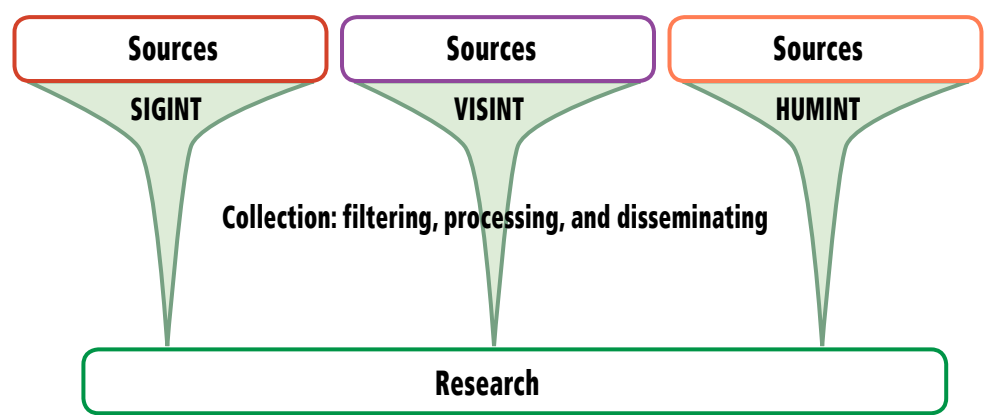 Sources
Sources
Sources
SIGINT
VISINT
HUMINT
Collection: filtering, processing, and disseminating
Research